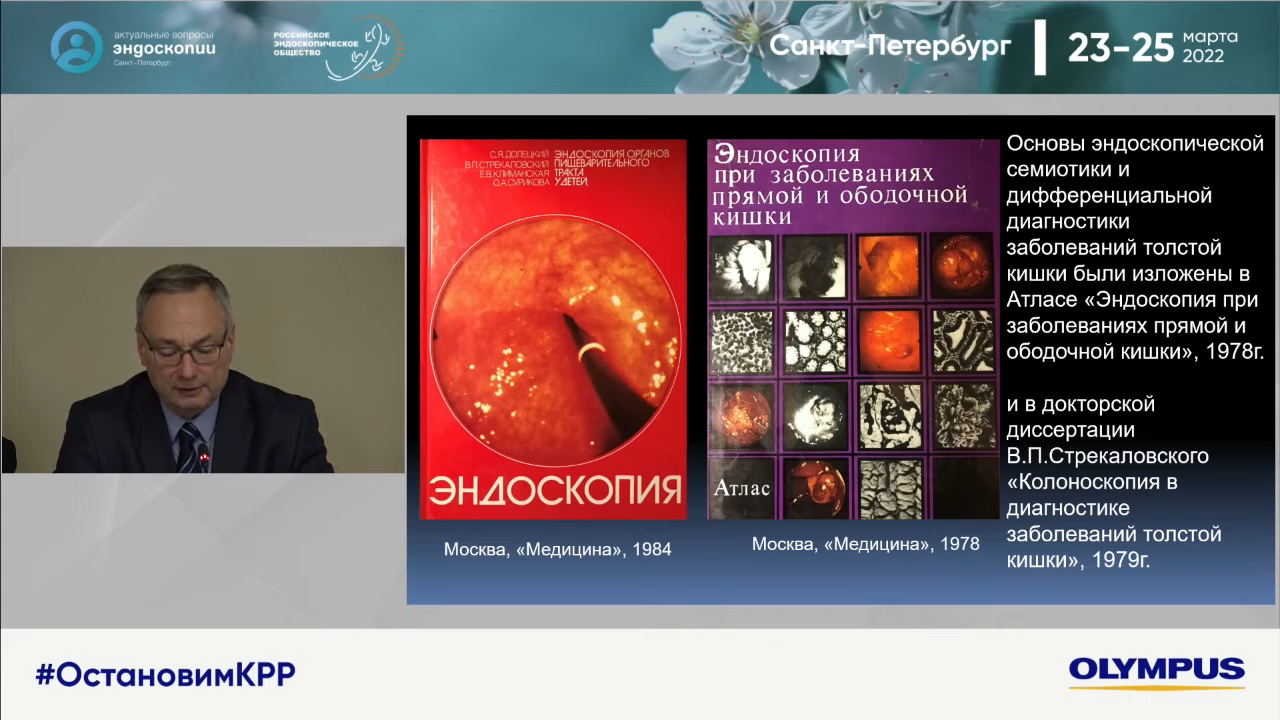 актуальные вопросы
эндоскопии
Санкт-Петербург
РОССИЙСКОЕ
ЭНДОСКОПИЧЕСКОЕ
ОБЩЕСТВО
Санкт-Петербург
23-25
марта
2022
С.Я.ДОЛЕЦКИЙ
В.П.СТРЕКАЛОВСКИЙ
Е.В.КЛИМАНСКАЯ
О.А.СУРИКОВА
ЭНДОСКОПИЯ ОРГАНОВ
ПИЩЕВАРИТЕЛЬНОГО
ТРАКТА
У ДЕТЕЙ
ЭНДОСКОПИЯ
Москва, «Медицина», 1984
Эндоскопия
при заболеваниях
прямой и ободочной
кишки
Атлас
Москва, «Медицина», 1978
Основы эндоскопической
семиотики и
дифференциальной
диагностики
заболеваний толстой
кишки были изложены в
Атласе «Эндоскопия при
заболеваниях прямой и
ободочной кишки», 1978г.
и в докторской
диссертации
В.П.Стрекаловского
«Колоноскопия в
диагностике
заболеваний толстой
кишки», 1979г.
#ОстановимКРР
OLYMPUS